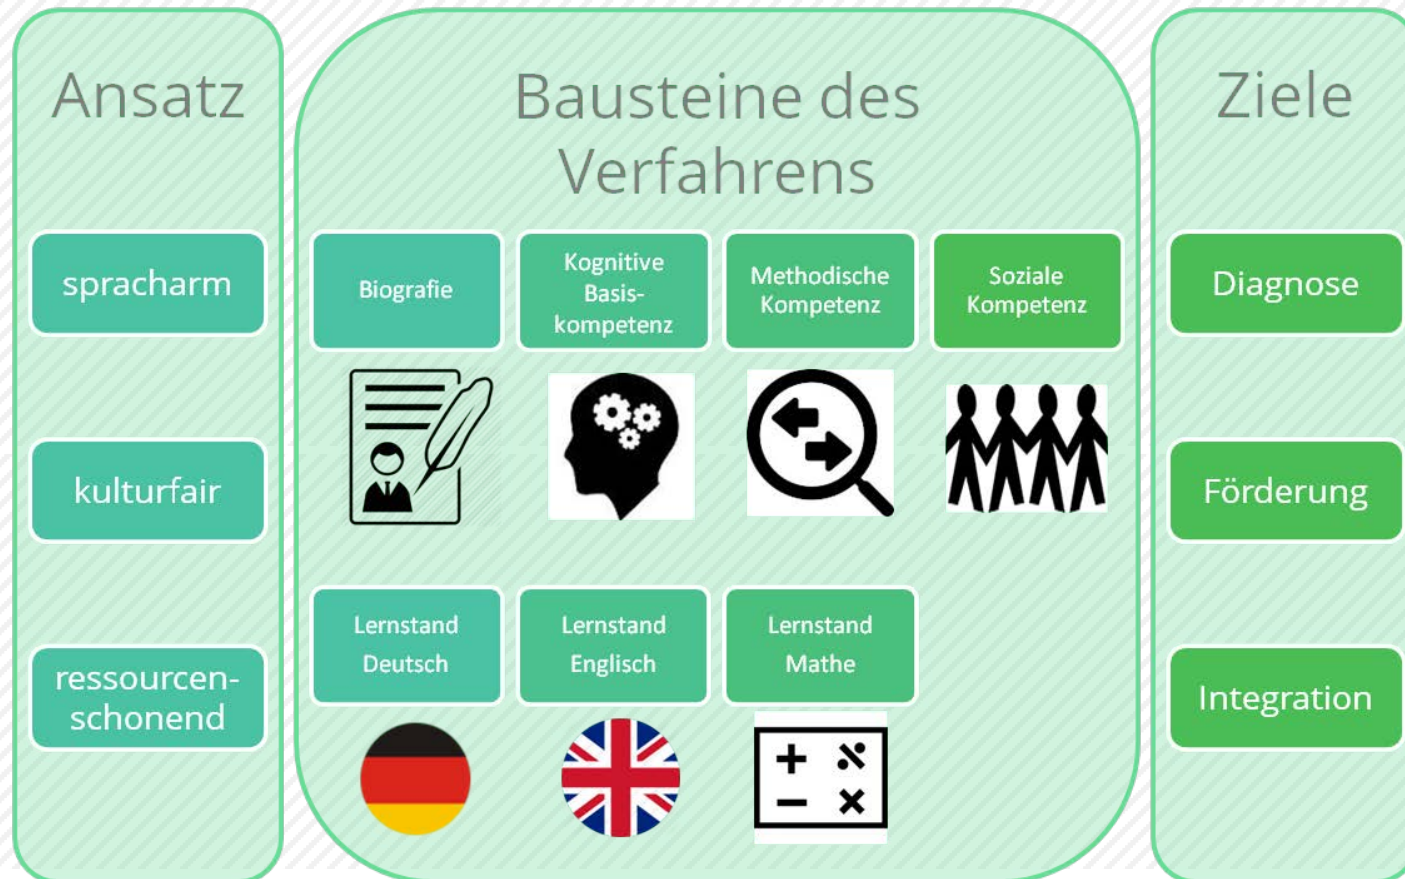 Ansatz
spracharm
kulturfair
ressourcen-
schonend
Bausteine des
Verfahrens
Biografie
Kognitive
Basis-
kompetenz
Methodische
Kompetenz
Soziale
Kompetenz
Lernstand
Deutsch
Lernstand
Englisch
Lernstand
Mathe
Ziele
Diagnose
Förderung
Integration